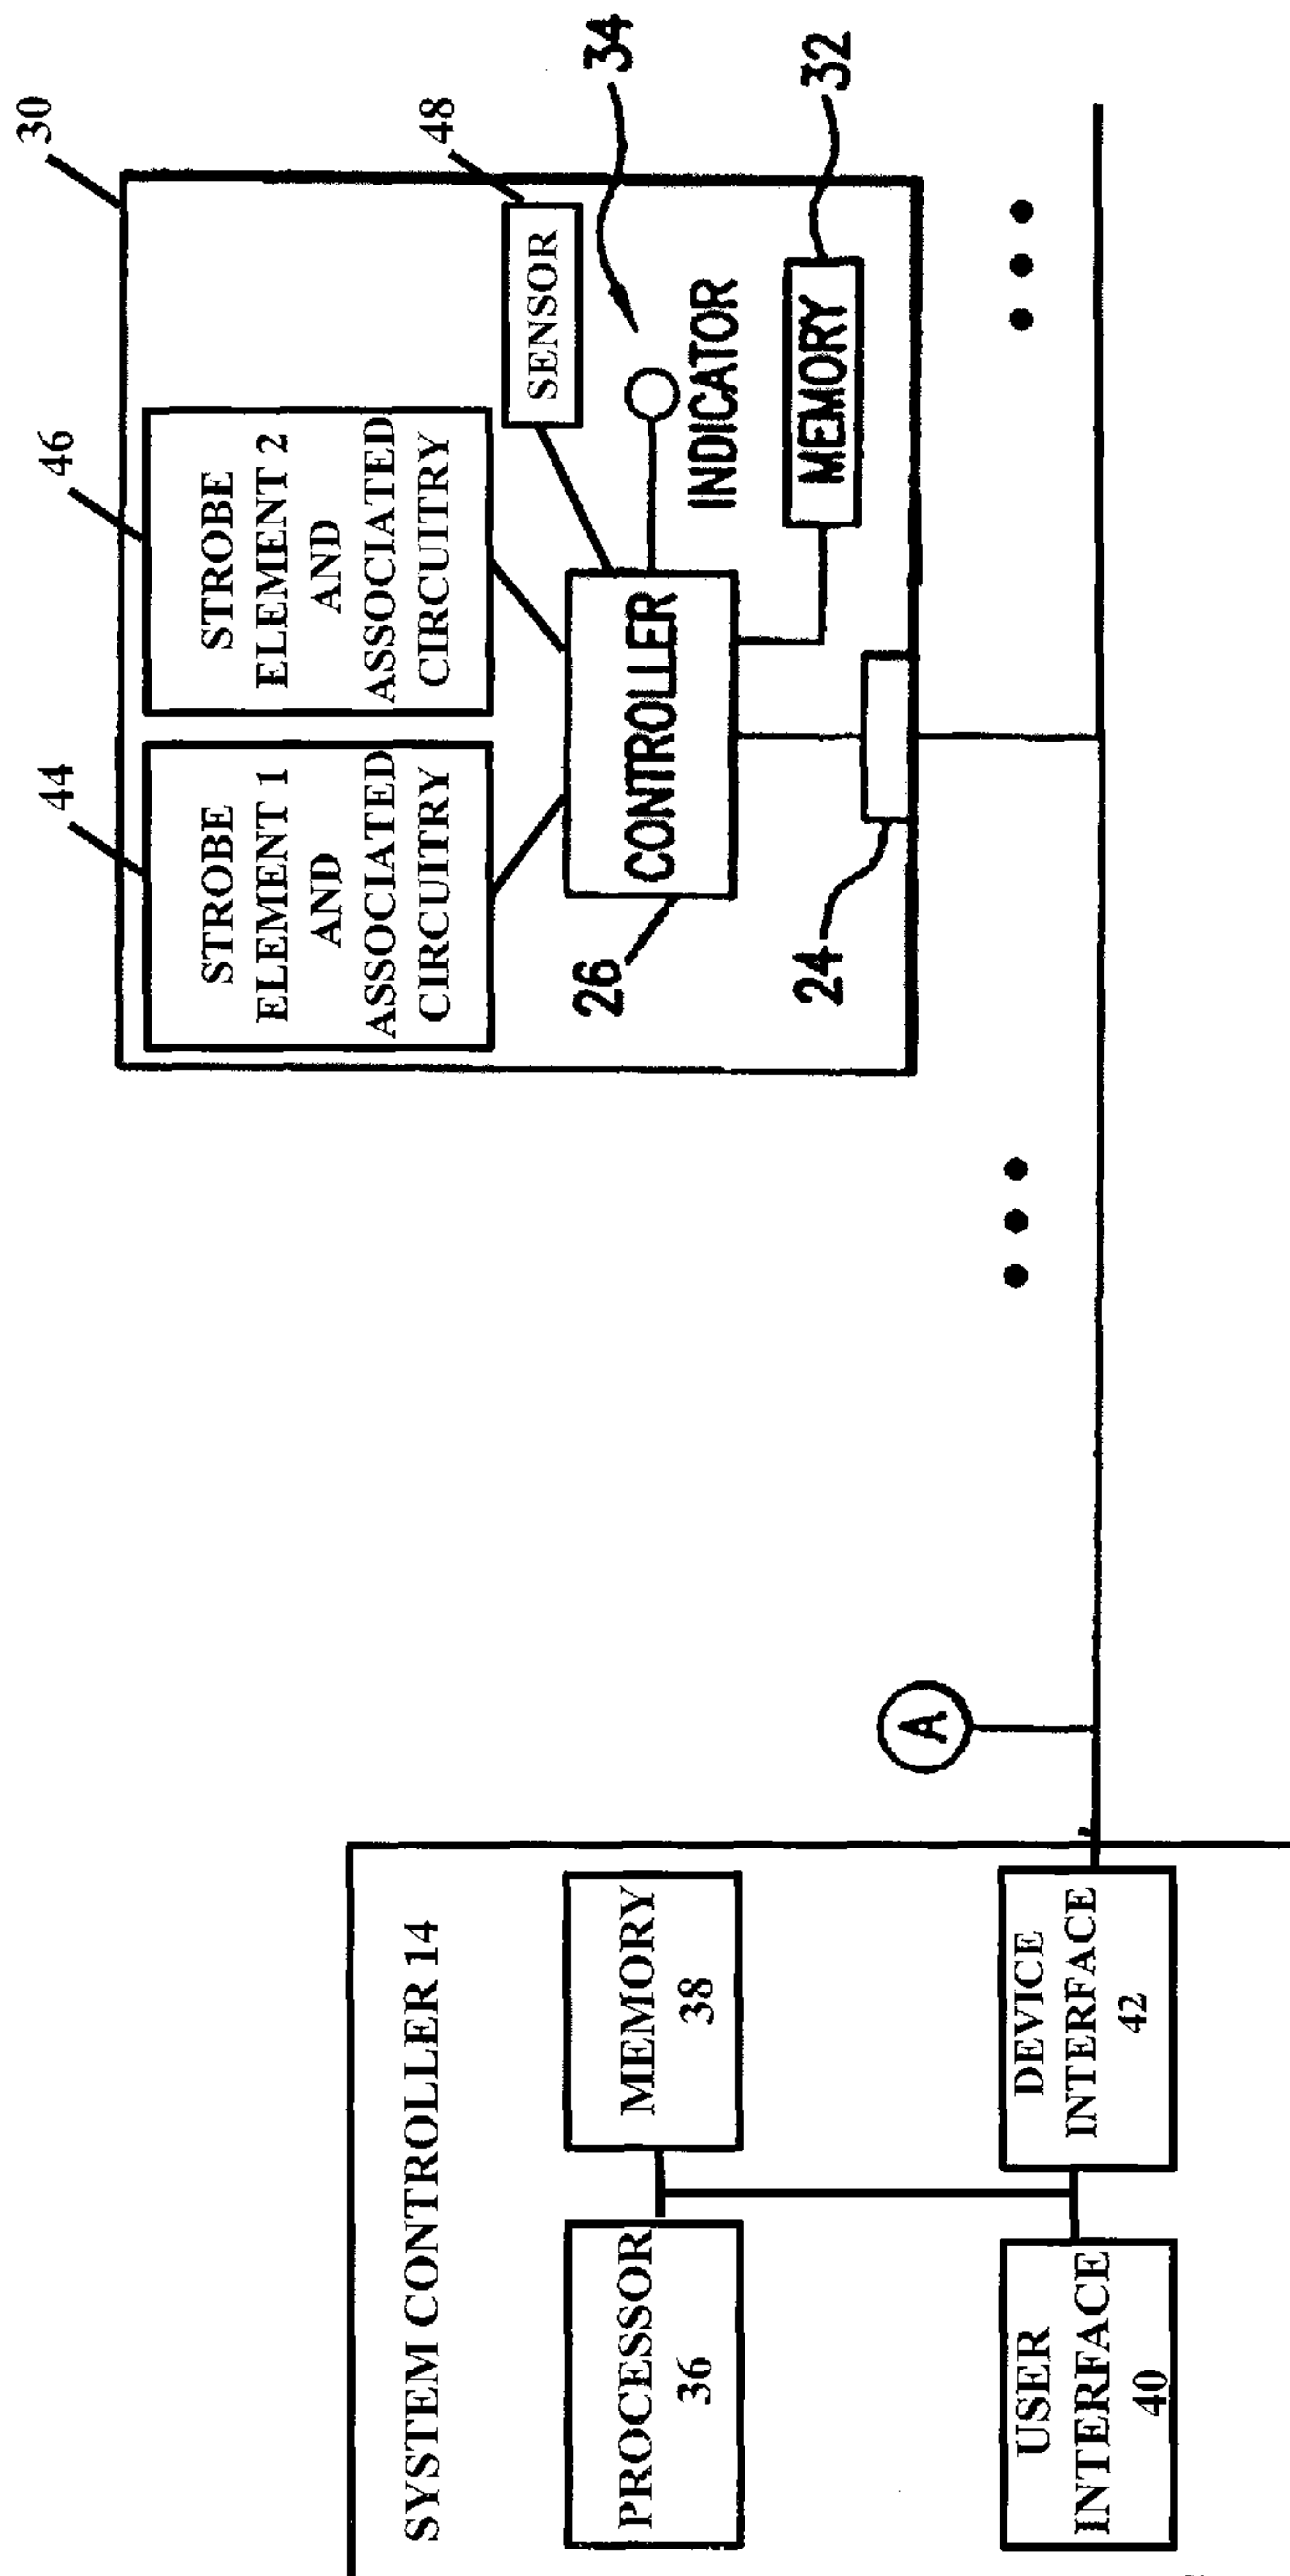 30
44
46
STROBE
ELEMENT 1
AND
ASSOCIATED
CIRCUITRY
STROBE
ELEMENT 2
AND
ASSOCIATED
CIRCUITRY
48
SENSOR
34
INDICATOR
26
CONTROLLER
MEMORY
32
24
A
SYSTEM CONTROLLER 14
PROCESSOR
36
MEMORY
38
USER
INTERFACE
40
DEVICE
INTERFACE
42